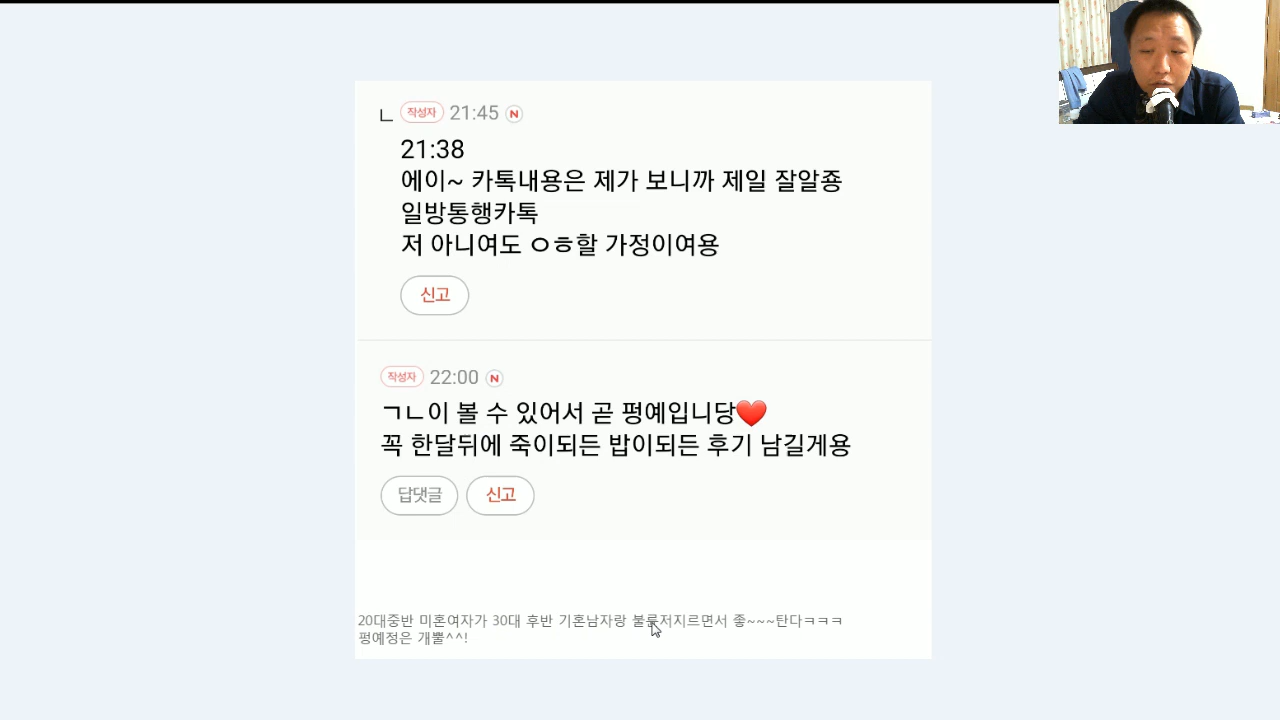 ㄴ 작성자 21:45 N
21:38
에이~ 카톡내용은 제가 보니까 제일 잘알죵
일방통행카톡
저 아니여도 ㅇㅎ할 가정이여용
신고
작성자 22:00 N
ㄱㄴ이 볼 수 있어서 곧 펑예입니당❤️
꼭 한달뒤에 죽이되든 밥이되든 후기 남길게용
답댓글 신고
20대중반 미혼여자가 30대 후반 기혼남자랑 불륜저지르면서 좋~~~탄다ㅋㅋㅋ
펑예정은 개뿔^^!